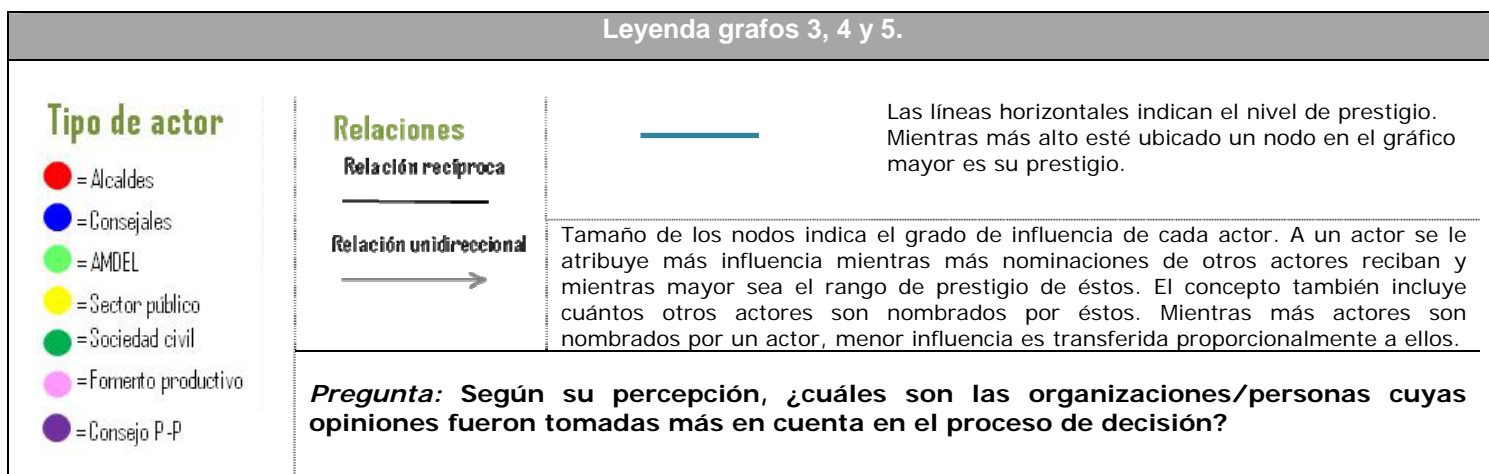 Leyenda grafos 3, 4 y 5.
Tipo de actor
= Alcaldes
= Consejales
= AMDEL
= Sector público
= Sociedad civil
= Fomento productivo
= Consejo P-P
Relaciones
Relación recíproca
Relación unidireccional
Las líneas horizontales indican el nivel de prestigio.
Mientras más alto esté ubicado un nodo en el gráfico
mayor es su prestigio.
Tamaño de los nodos indica el grado de influencia de cada actor. A un actor se le
atribuye más influencia mientras más nominaciones de otros actores reciban y
mientras mayor sea el rango de prestigio de éstos. El concepto también incluye
cuántos otros actores son nombrados por éstos. Mientras más actores son
nombrados por un actor, menor influencia es transferida proporcionalmente a ellos.
Pregunta: Según su percepción, ¿cuáles son las organizaciones/personas cuyas
opiniones fueron tomadas más en cuenta en el proceso de decisión?